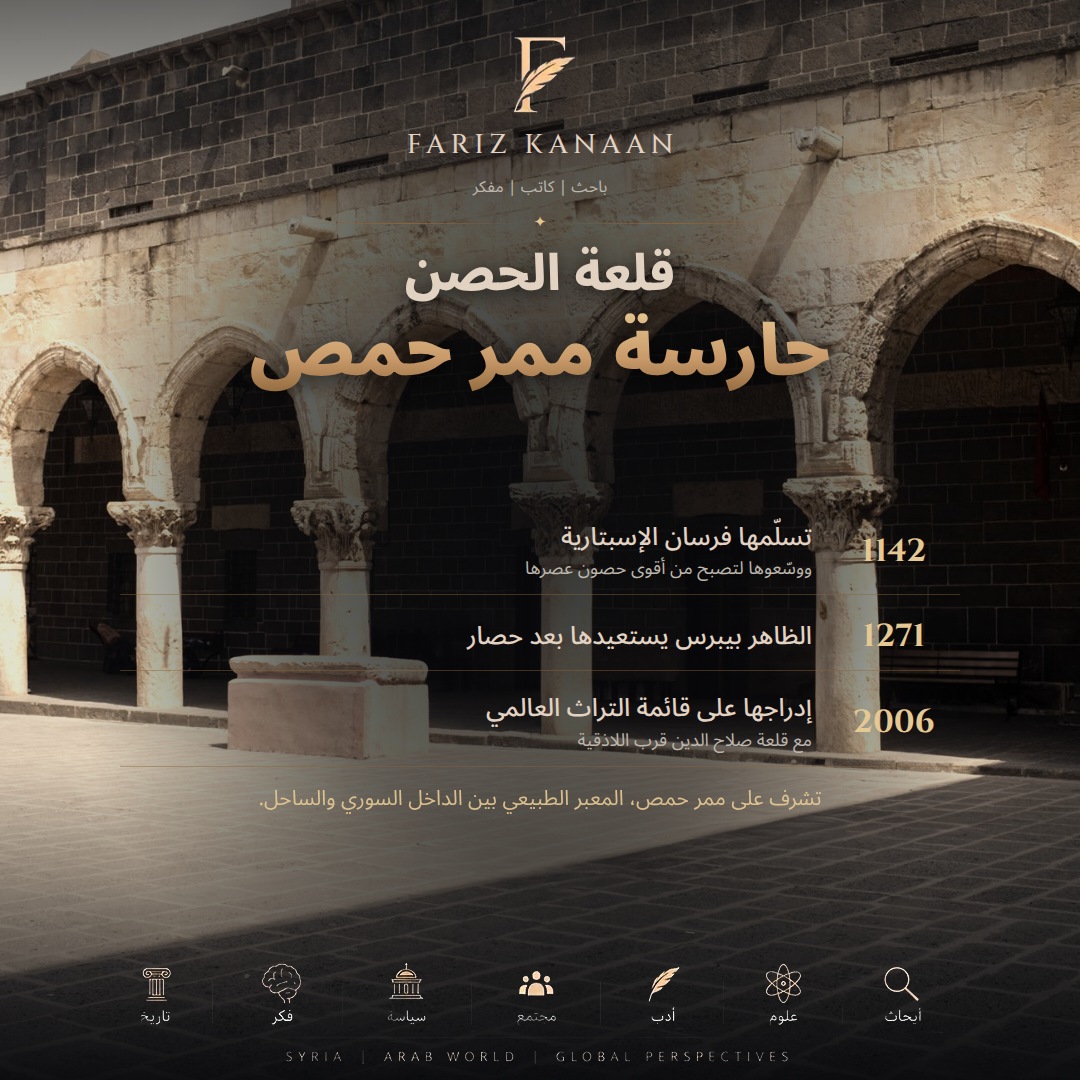 FARIZ KANAAN
باحث | كاتب | مفكر
قلعة الحصن
حارسة ممر حمص
1142
تسلّمها فرسان الإسبتارية
ووسّعوها لتصبح من أقوى حصون عصرها
1271
الظاهر بيبرس يستعيدها بعد حصار
2006
إدراجها على قائمة التراث العالمي
مع قلعة صلاح الدين قرب اللاذقية
تشرف على ممر حمص، المعبر الطبيعي بين الداخل السوري والساحل.
أبحاث
علوم
أدب
مجتمع
سياسة
فكر
تاريخ
SYRIA | ARAB WORLD | GLOBAL PERSPECTIVES